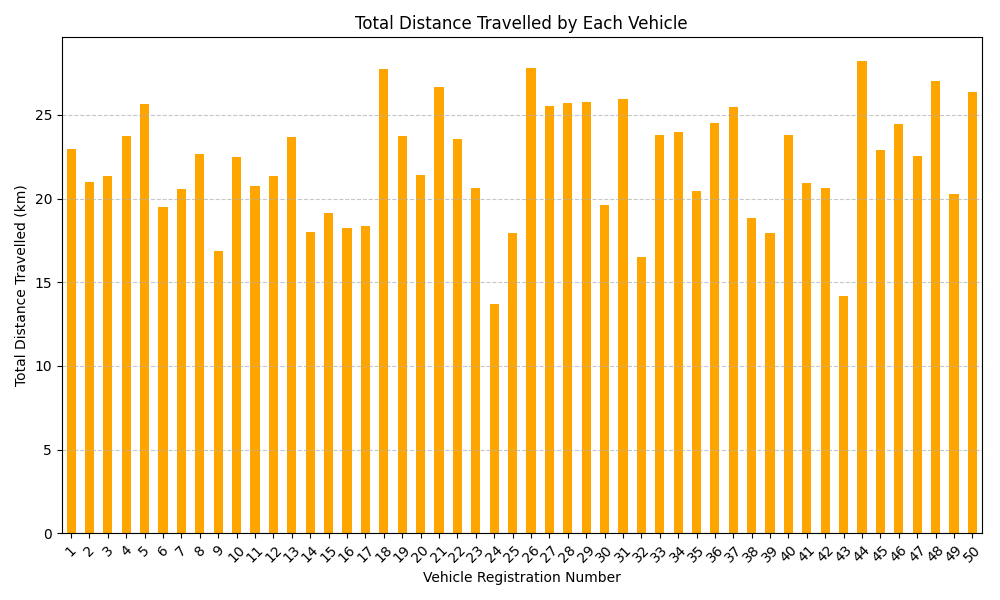 Total Distance Travelled by Each Vehicle
Total Distance Travelled (km)
25
20
15
10
5
0
1 2 3 4 5 6 7 8 9 10 11 12 13 14 15 16 17 18 19 20 21 22 23 24 25 26 27 28 29 30 31 32 33 34 35 36 37 38 39 40 41 42 43 44 45 46 47 48 49 50
Vehicle Registration Number